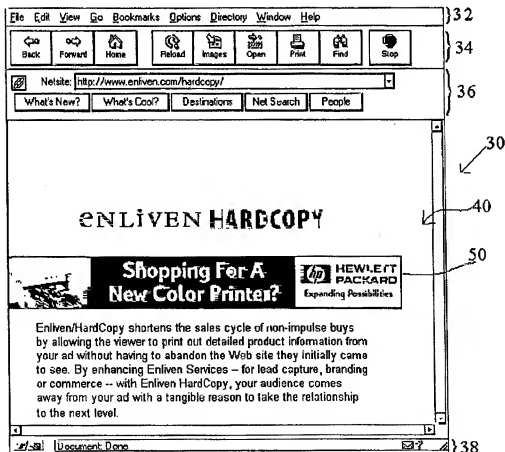 File Edit View Go Bookmarks Options Directory Window Help }32
Back Forward Home Reload Images Open Print Find Stop }34
Netsite: http://www.enliven.com/hardcopy/ }36
What's New? What's Cool? Destinations Net Search People
30
40
eNLiVEN HARDCOPY
50
Shopping For A
New Color Printer?
hp HEWLETT
PACKARD
Expanding Possibilities
Enliven/HardCopy shortens the sales cycle of non-impulse buys
by allowing the viewer to print out detailed product information from
your ad without having to abandon the Web site they initially came
to see. By enhancing Enliven Services – for lead capture, branding
or commerce -- with Enliven HardCopy, your audience comes
away from your ad with a tangible reason to take the relationship
to the next level.
Document: Done }38